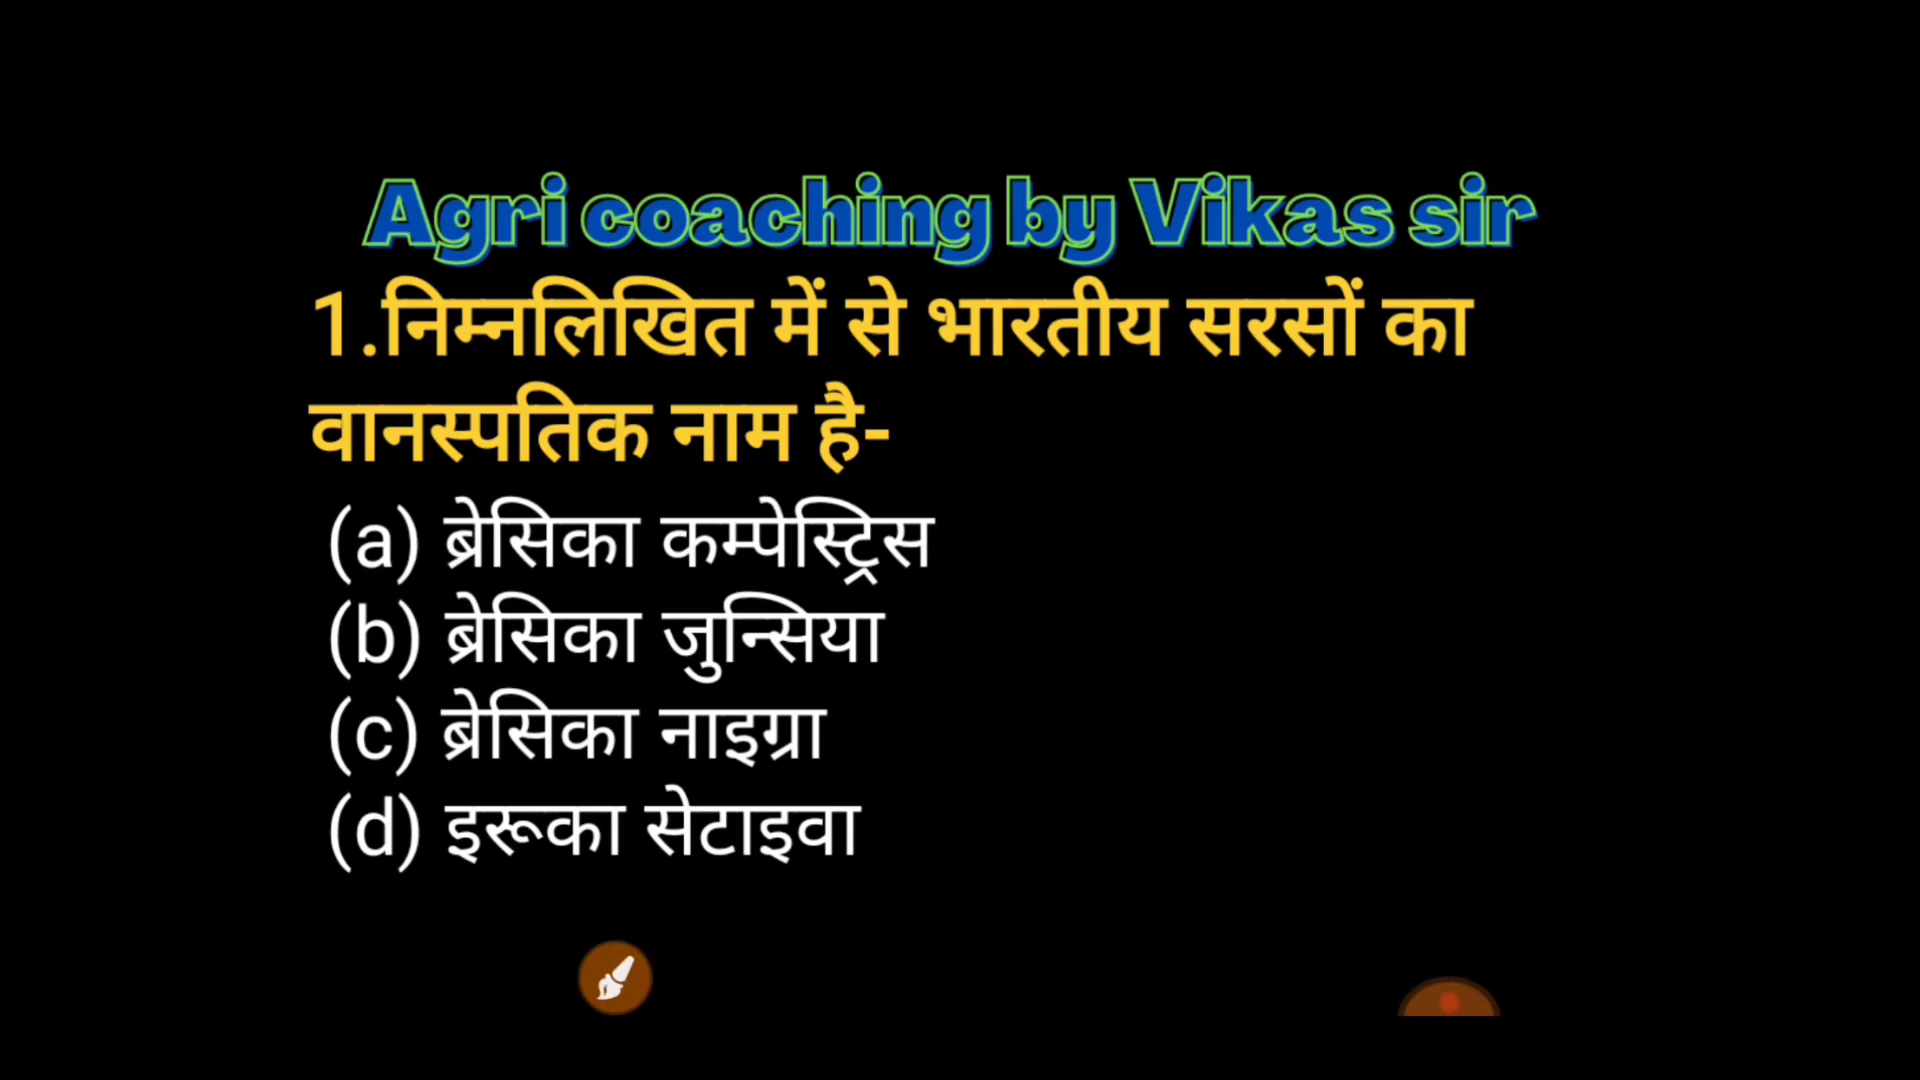 Agri coaching by Vikas sir
1.निम्नलिखित में से भारतीय सरसों का
वानस्पतिक नाम है-
(a) ब्रेसिका कम्पेस्ट्रिस
(b) ब्रेसिका जुन्सिया
(c) ब्रेसिका नाइग्रा
(d) इरूका सेटाइवा